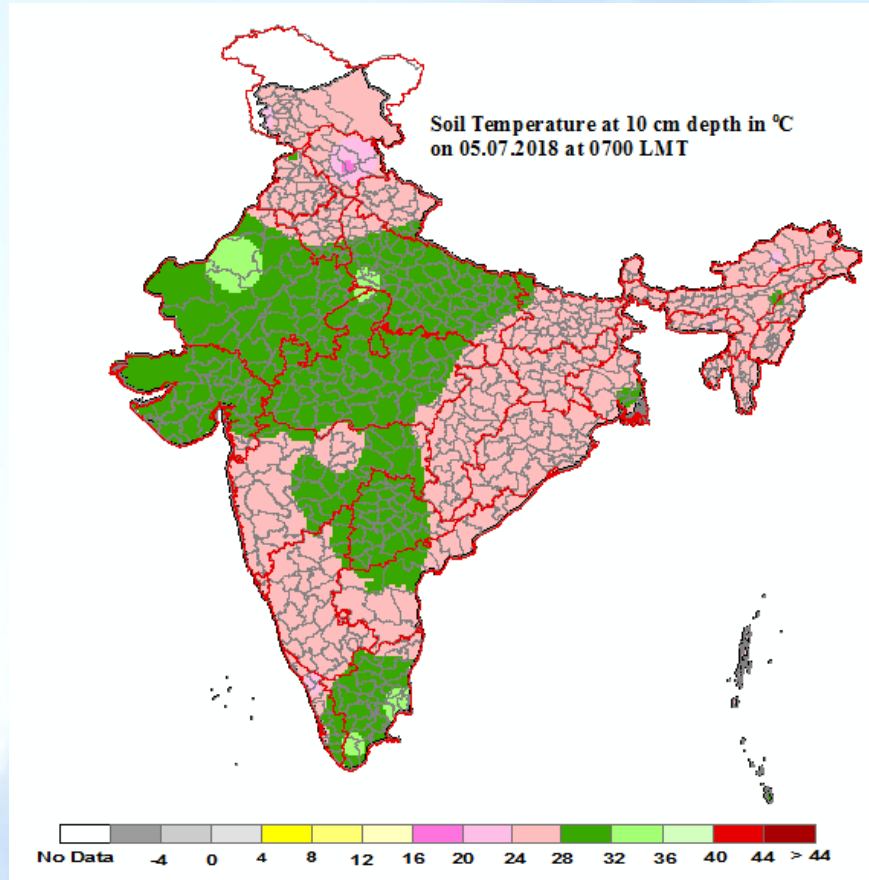 Soil Temperature at 10 cm depth in °C
on 05.07.2018 at 0700 LMT
No Data -4 0 4 8 12 16 20 24 28 32 36 40 44 > 44